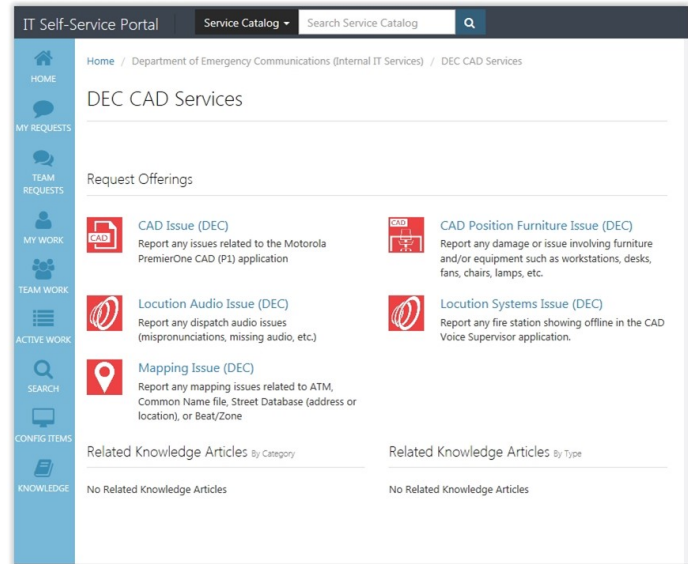 IT Self-Service Portal
Service Catalog
Search Service Catalog
HOME
MY REQUESTS
TEAM
REQUESTS
MY WORK
TEAM WORK
ACTIVE WORK
SEARCH
CONFIG ITEMS
KNOWLEDGE
Home / Department of Emergency Communications (Internal IT Services) / DEC CAD Services
DEC CAD Services
Request Offerings
CAD
CAD Issue (DEC)
Report any issues related to the Motorola
PremierOne CAD (P1) application
CAD
CAD Position Furniture Issue (DEC)
Report any damage or issue involving furniture
and/or equipment such as workstations, desks,
fans, chairs, lamps, etc.
Locution Audio Issue (DEC)
Report any dispatch audio issues
(mispronunciations, missing audio, etc.)
Locution Systems Issue (DEC)
Report any fire station showing offline in the CAD
Voice Supervisor application.
Mapping Issue (DEC)
Report any mapping issues related to ATM,
Common Name file, Street Database (address or
location), or Beat/Zone
Related Knowledge Articles By Category
No Related Knowledge Articles
Related Knowledge Articles By Type
No Related Knowledge Articles